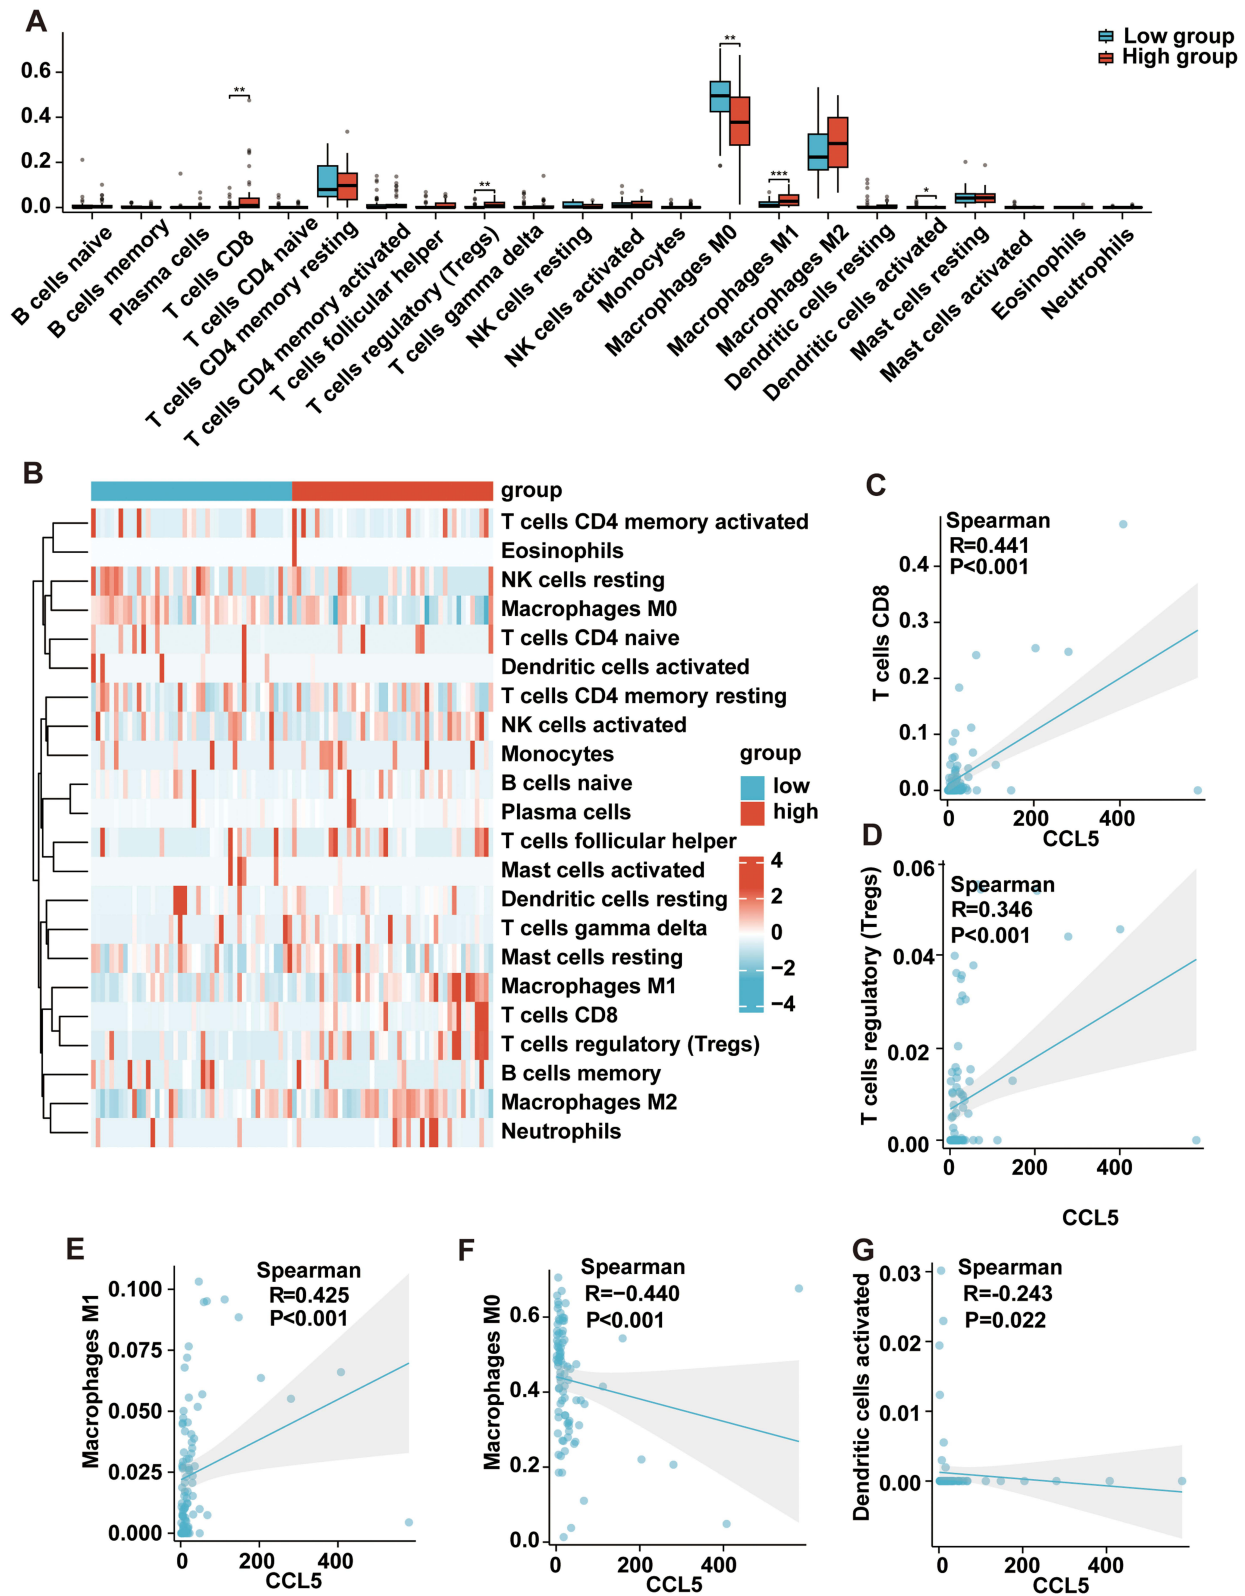 A
Low group
High group
0.6
0.4
0.2
0.0
**
**
**
***
*
B cells naive
B cells memory
Plasma cells
T cells CD8
T cells CD4 naive
T cells CD4 memory resting
T cells CD4 memory activated
T cells follicular helper
T cells regulatory (Tregs)
T cells gamma delta
NK cells resting
NK cells activated
Monocytes
Macrophages M0
Macrophages M1
Macrophages M2
Dendritic cells resting
Dendritic cells activated
Mast cells resting
Mast cells activated
Eosinophils
Neutrophils
B
group
T cells CD4 memory activated
Eosinophils
NK cells resting
Macrophages M0
T cells CD4 naive
Dendritic cells activated
T cells CD4 memory resting
NK cells activated
Monocytes
B cells naive
Plasma cells
T cells follicular helper
Mast cells activated
Dendritic cells resting
T cells gamma delta
Mast cells resting
Macrophages M1
T cells CD8
T cells regulatory (Tregs)
B cells memory
Macrophages M2
Neutrophils
group
low
high
4
2
0
−2
−4
C
Spearman
R=0.441
P<0.001
T cells CD8
0.4
0.3
0.2
0.1
0.0
0
200
400
CCL5
D
Spearman
R=0.346
P<0.001
T cells regulatory (Tregs)
0.06
0.04
0.02
0.00
0
200
400
CCL5
E
Spearman
R=0.425
P<0.001
Macrophages M1
0.100
0.075
0.050
0.025
0.000
0
200
400
CCL5
F
Spearman
R=−0.440
P<0.001
Macrophages M0
0.6
0.4
0.2
0.0
0
200
400
CCL5
G
Spearman
R=-0.243
P=0.022
Dendritic cells activated
0.03
0.02
0.01
0.00
0
200
400
CCL5